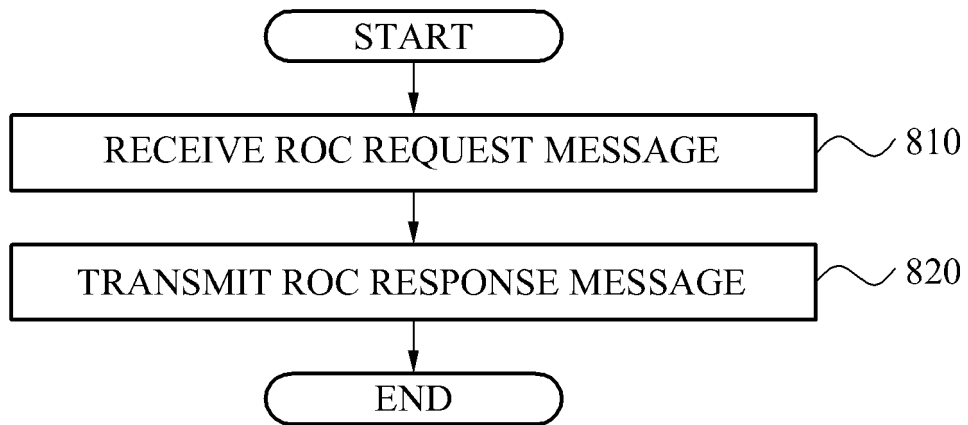 START
RECEIVE ROC REQUEST MESSAGE
810
TRANSMIT ROC RESPONSE MESSAGE
820
END